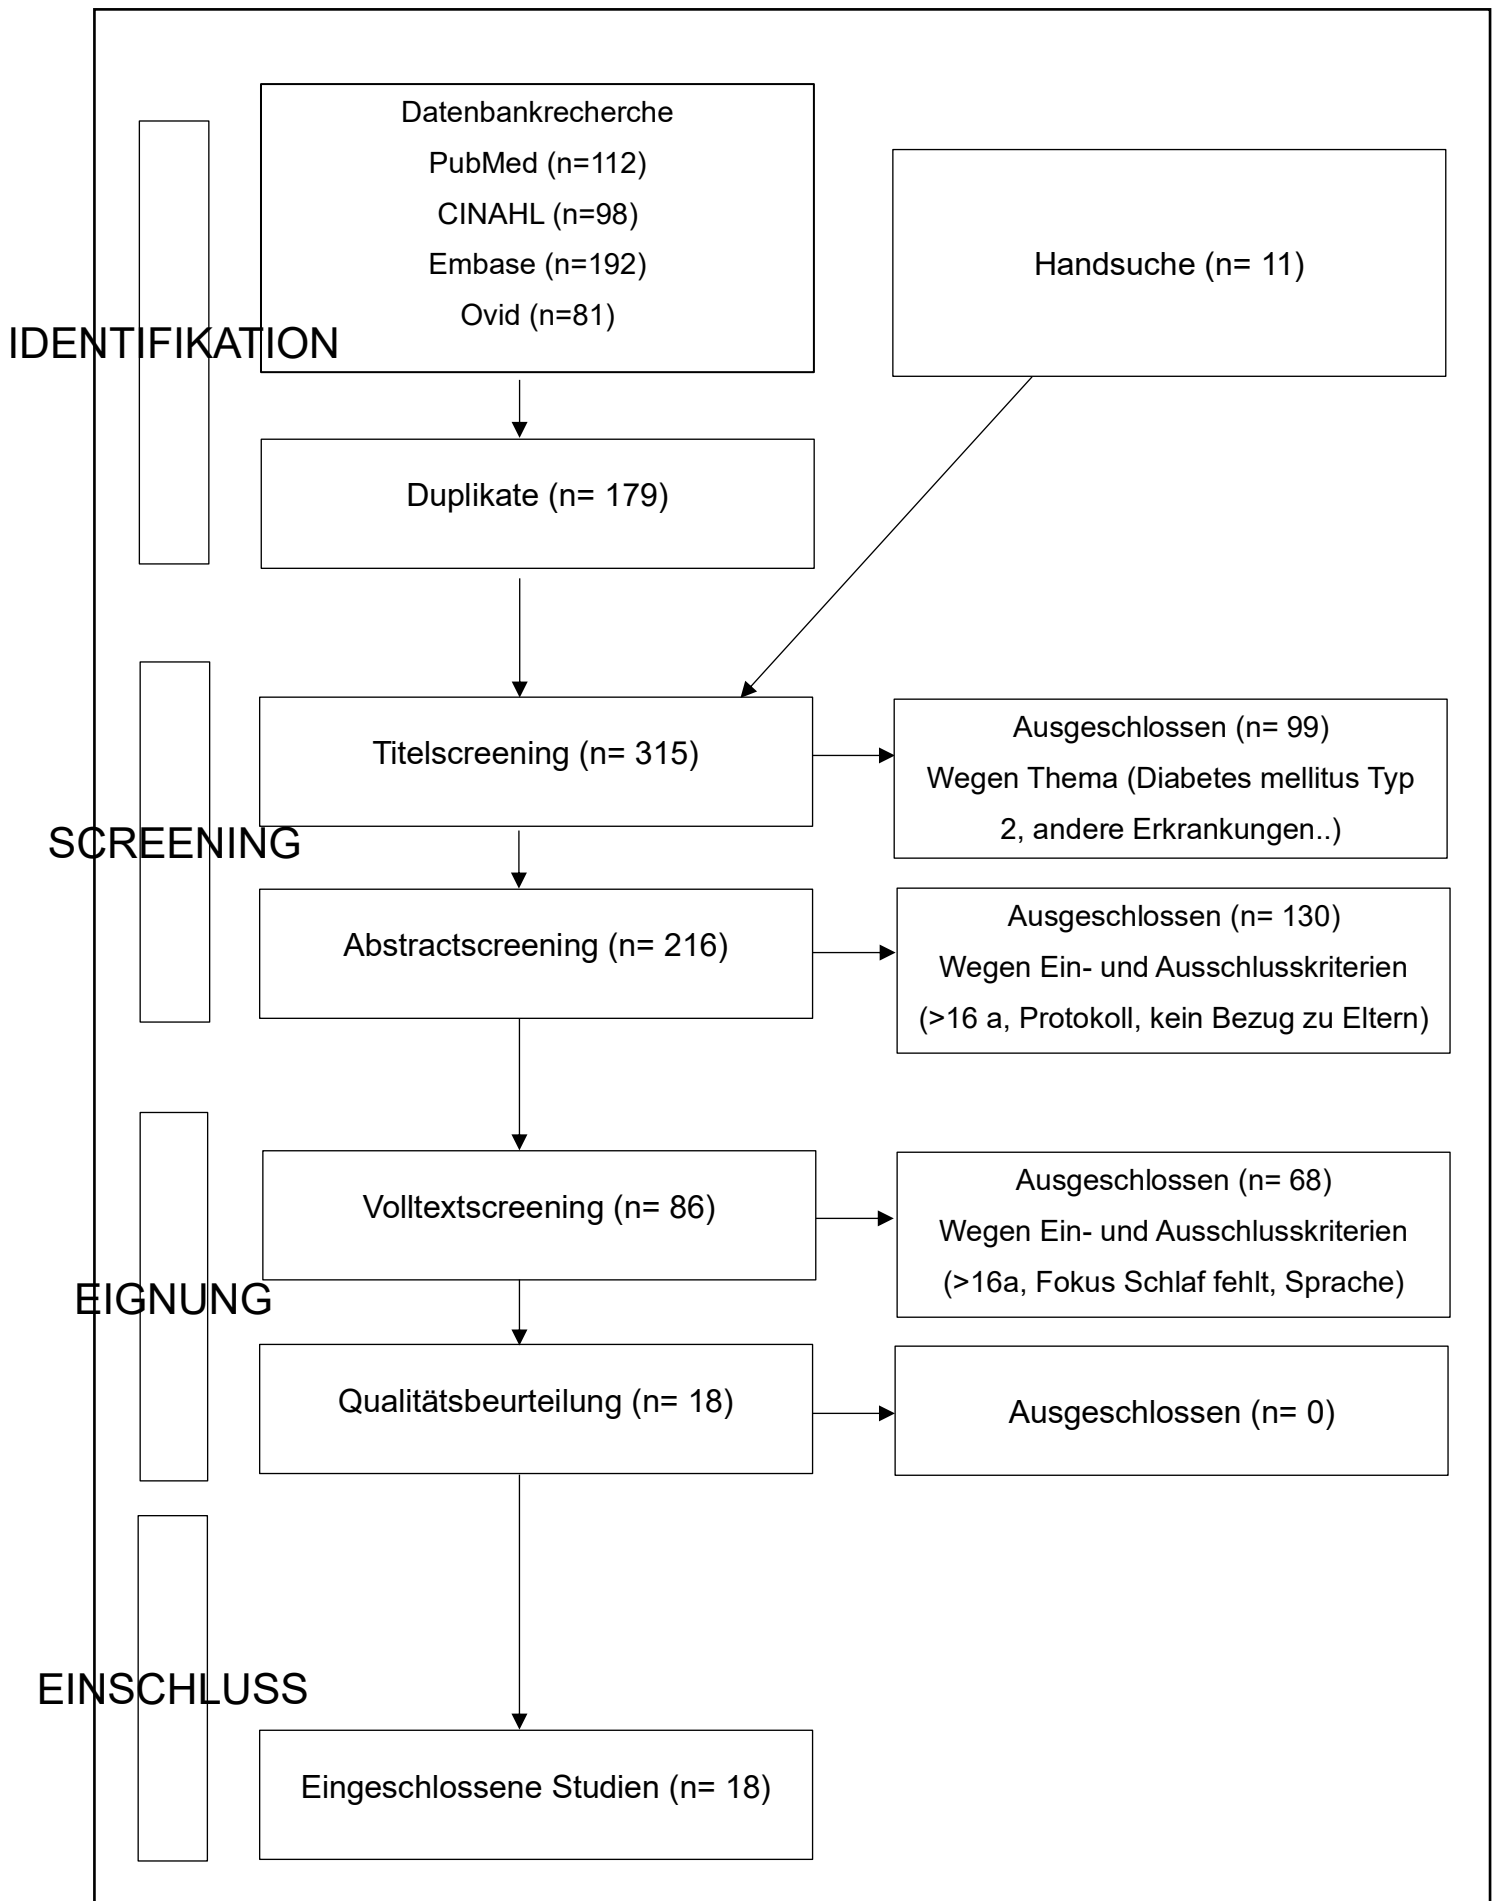 Datenbankrecherche
PubMed (n=112)
CINAHL (n=98)
Embase (n=192)
Ovid (n=81)
Handsuche (n= 11)
IDENTIFIKATION
Duplikate (n= 179)
Titelscreening (n= 315)
Ausgeschlossen (n= 99)
Wegen Thema (Diabetes mellitus Typ
2, andere Erkrankungen..)
SCREENING
Abstractscreening (n= 216)
Ausgeschlossen (n= 130)
Wegen Ein- und Ausschlusskriterien
(>16 a, Protokoll, kein Bezug zu Eltern)
Volltextscreening (n= 86)
Ausgeschlossen (n= 68)
Wegen Ein- und Ausschlusskriterien
(>16a, Fokus Schlaf fehlt, Sprache)
EIGNUNG
Qualitätsbeurteilung (n= 18)
Ausgeschlossen (n= 0)
EINSCHLUSS
Eingeschlossene Studien (n= 18)